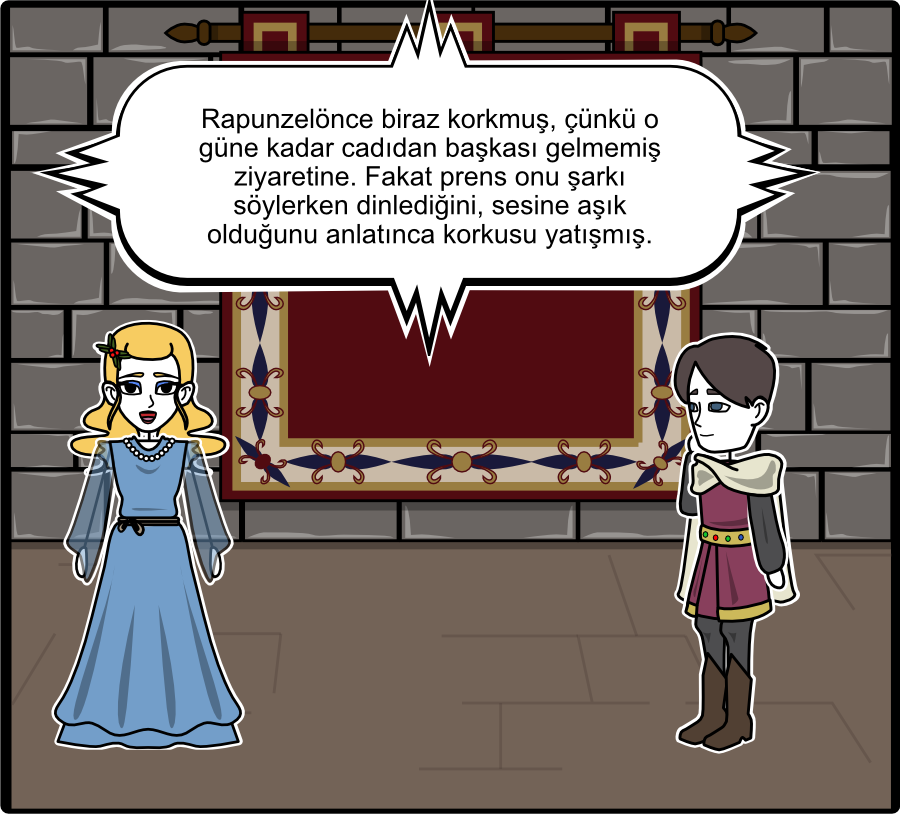 Rapunzelönce biraz korkmuş, çünkü o
güne kadar cadıdan başkası gelmemiş
ziyaretine. Fakat prens onu şarkı
söylerken dinlediğini, sesine aşık
olduğunu anlatınca korkusu yatışmış.